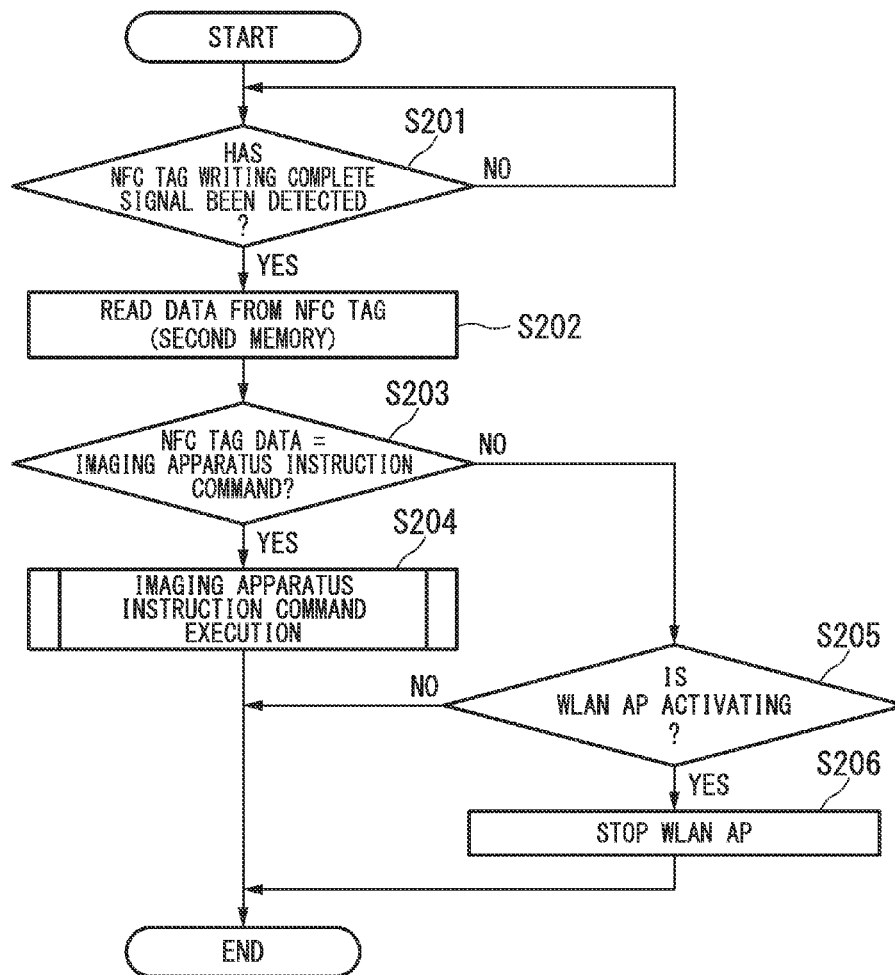 START
S201
HAS
NFC TAG WRITING COMPLETE
SIGNAL BEEN DETECTED
?
NO
YES
READ DATA FROM NFC TAG
(SECOND MEMORY)
S202
S203
NFC TAG DATA =
IMAGING APPARATUS INSTRUCTION
COMMAND?
NO
YES
S204
IMAGING APPARATUS
INSTRUCTION COMMAND
EXECUTION
S205
IS
WLAN AP ACTIVATING
?
NO
YES
S206
STOP WLAN AP
END